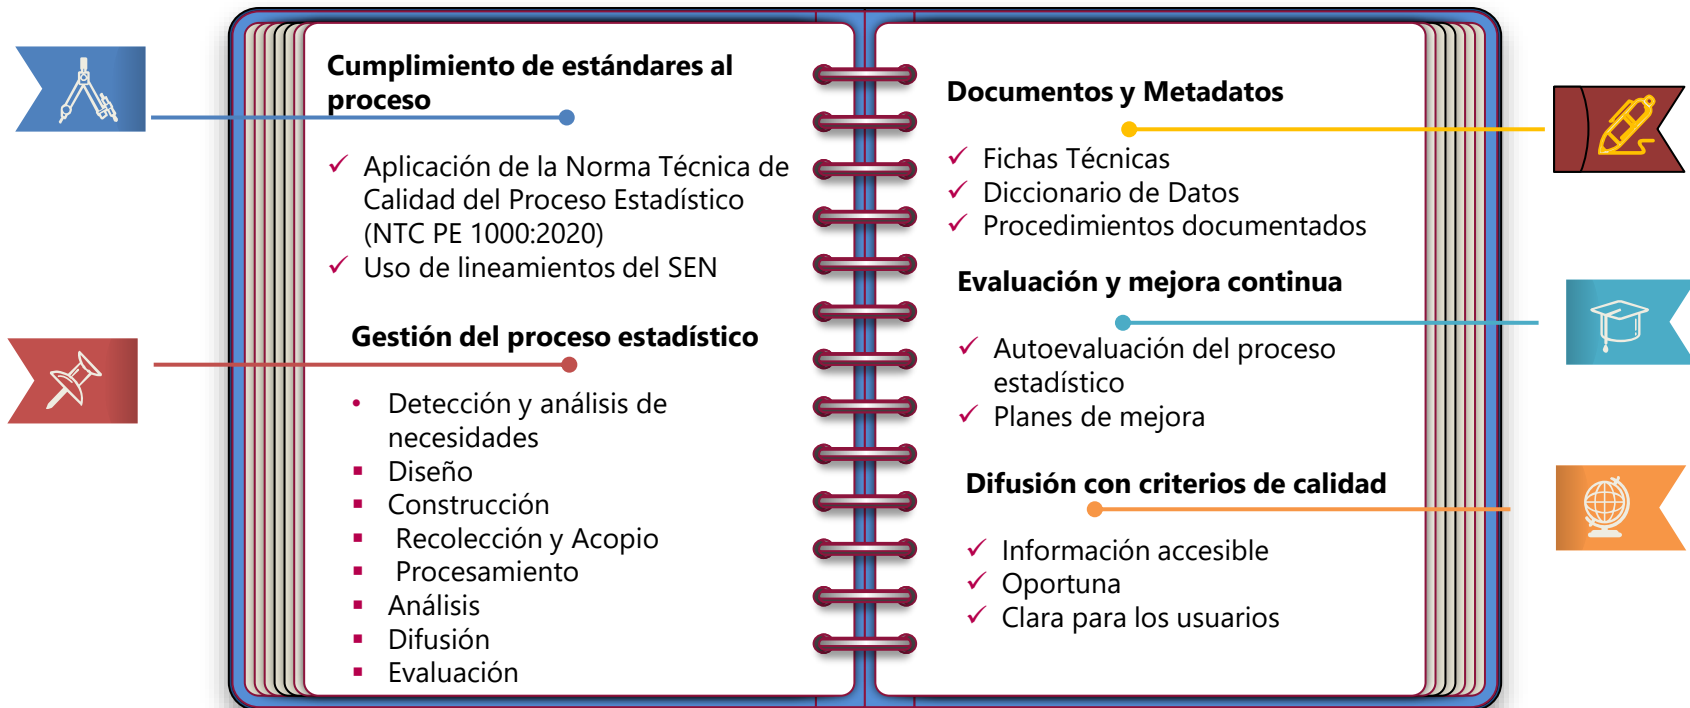 Cumplimiento de estándares al
proceso
Aplicación de la Norma Técnica de
Calidad del Proceso Estadístico
(NTC PE 1000:2020)
Uso de lineamientos del SEN
Gestión del proceso estadístico
Detección y análisis de
necesidades
Diseño
Construcción
Recolección y Acopio
Procesamiento
Análisis
Difusión
Evaluación
Documentos y Metadatos
Fichas Técnicas
Diccionario de Datos
Procedimientos documentados
Evaluación y mejora continua
Autoevaluación del proceso
estadístico
Planes de mejora
Difusión con criterios de calidad
Información accesible
Oportuna
Clara para los usuarios